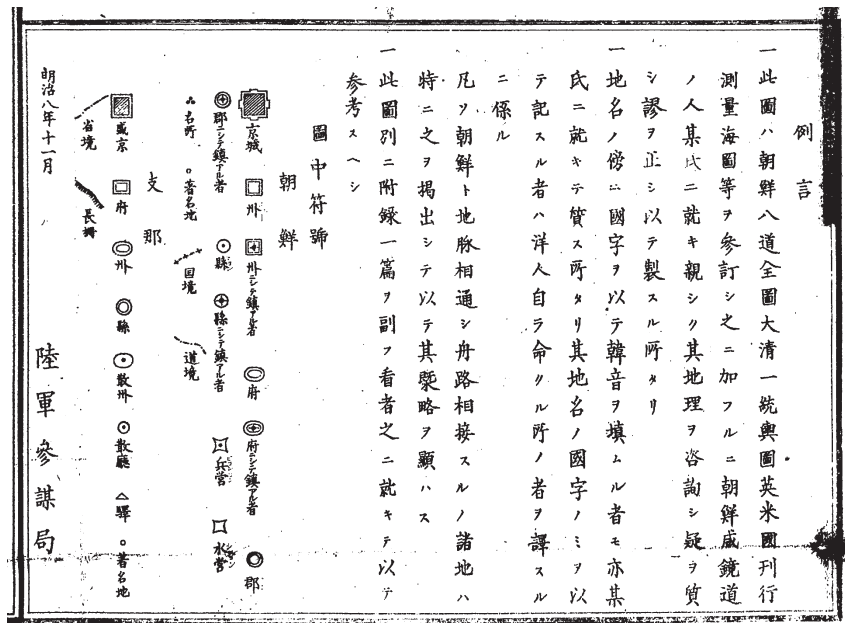 例言
一此圖ハ朝鮮八道全圖大清一統輿圖英米國刊行
測量海圖等ヲ參訂シ之ニ加フルニ朝鮮咸鏡道
ノ人某氏ニ就キ親シク其地理ヲ咨詢シ疑ヲ質
シ謬ヲ正シ以テ製スル所タリ
一地名ノ傍ニ國字ヲ以テ韓音ヲ塡ムル者モ亦某
氏ニ就キテ質ス所タリ其地名ノ國字ノミヲ以
テ記スル者ハ洋人自ラ命クル所ノ者ヲ譯スル
ニ係ル
凡ソ朝鮮ト地脉相通シ舟路相接スルノ諸地ハ
特ニ之ヲ揭出シテ以テ其槩略ヲ顯ハス
一此圖別ニ附錄一篇ヲ副フ看者之ニ就キテ以テ
参考スヘシ
圖中符號
朝鮮
京城 州 州ニシテ鎮アル者 府 府ニシテ鎮アル者 郡
郡ニシテ鎮アル者 縣 縣ニシテ鎮アル者 兵営 水営
名所 著名地 国境 道境
支那
盛京 府 州 縣 散州 散廳 驛 著名地
省境 長柵
明治八年十一月
陸軍參謀局